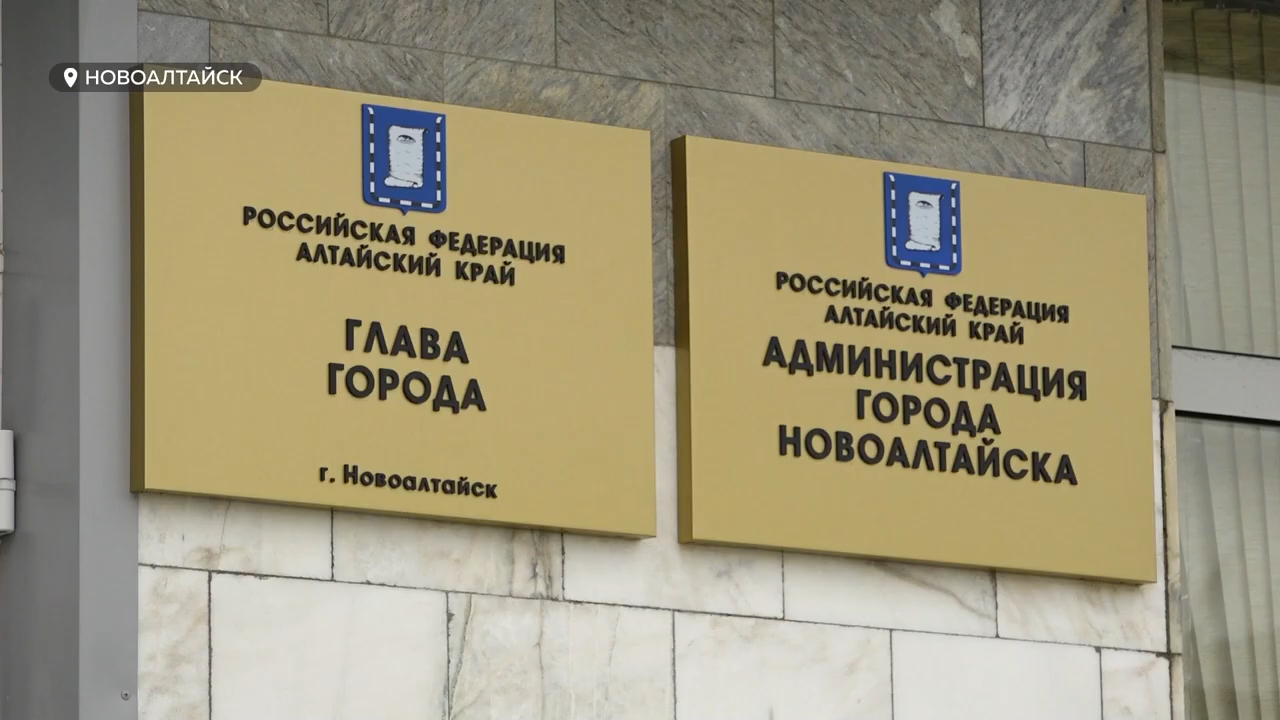 НОВОАЛТАЙСК
РОССИЙСКАЯ ФЕДЕРАЦИЯ
АЛТАЙСКИЙ КРАЙ
ГЛАВА
ГОРОДА
г. Новоалтайск
РОССИЙСКАЯ ФЕДЕРАЦИЯ
АЛТАЙСКИЙ КРАЙ
АДМИНИСТРАЦИЯ
ГОРОДА
НОВОАЛТАЙСКА